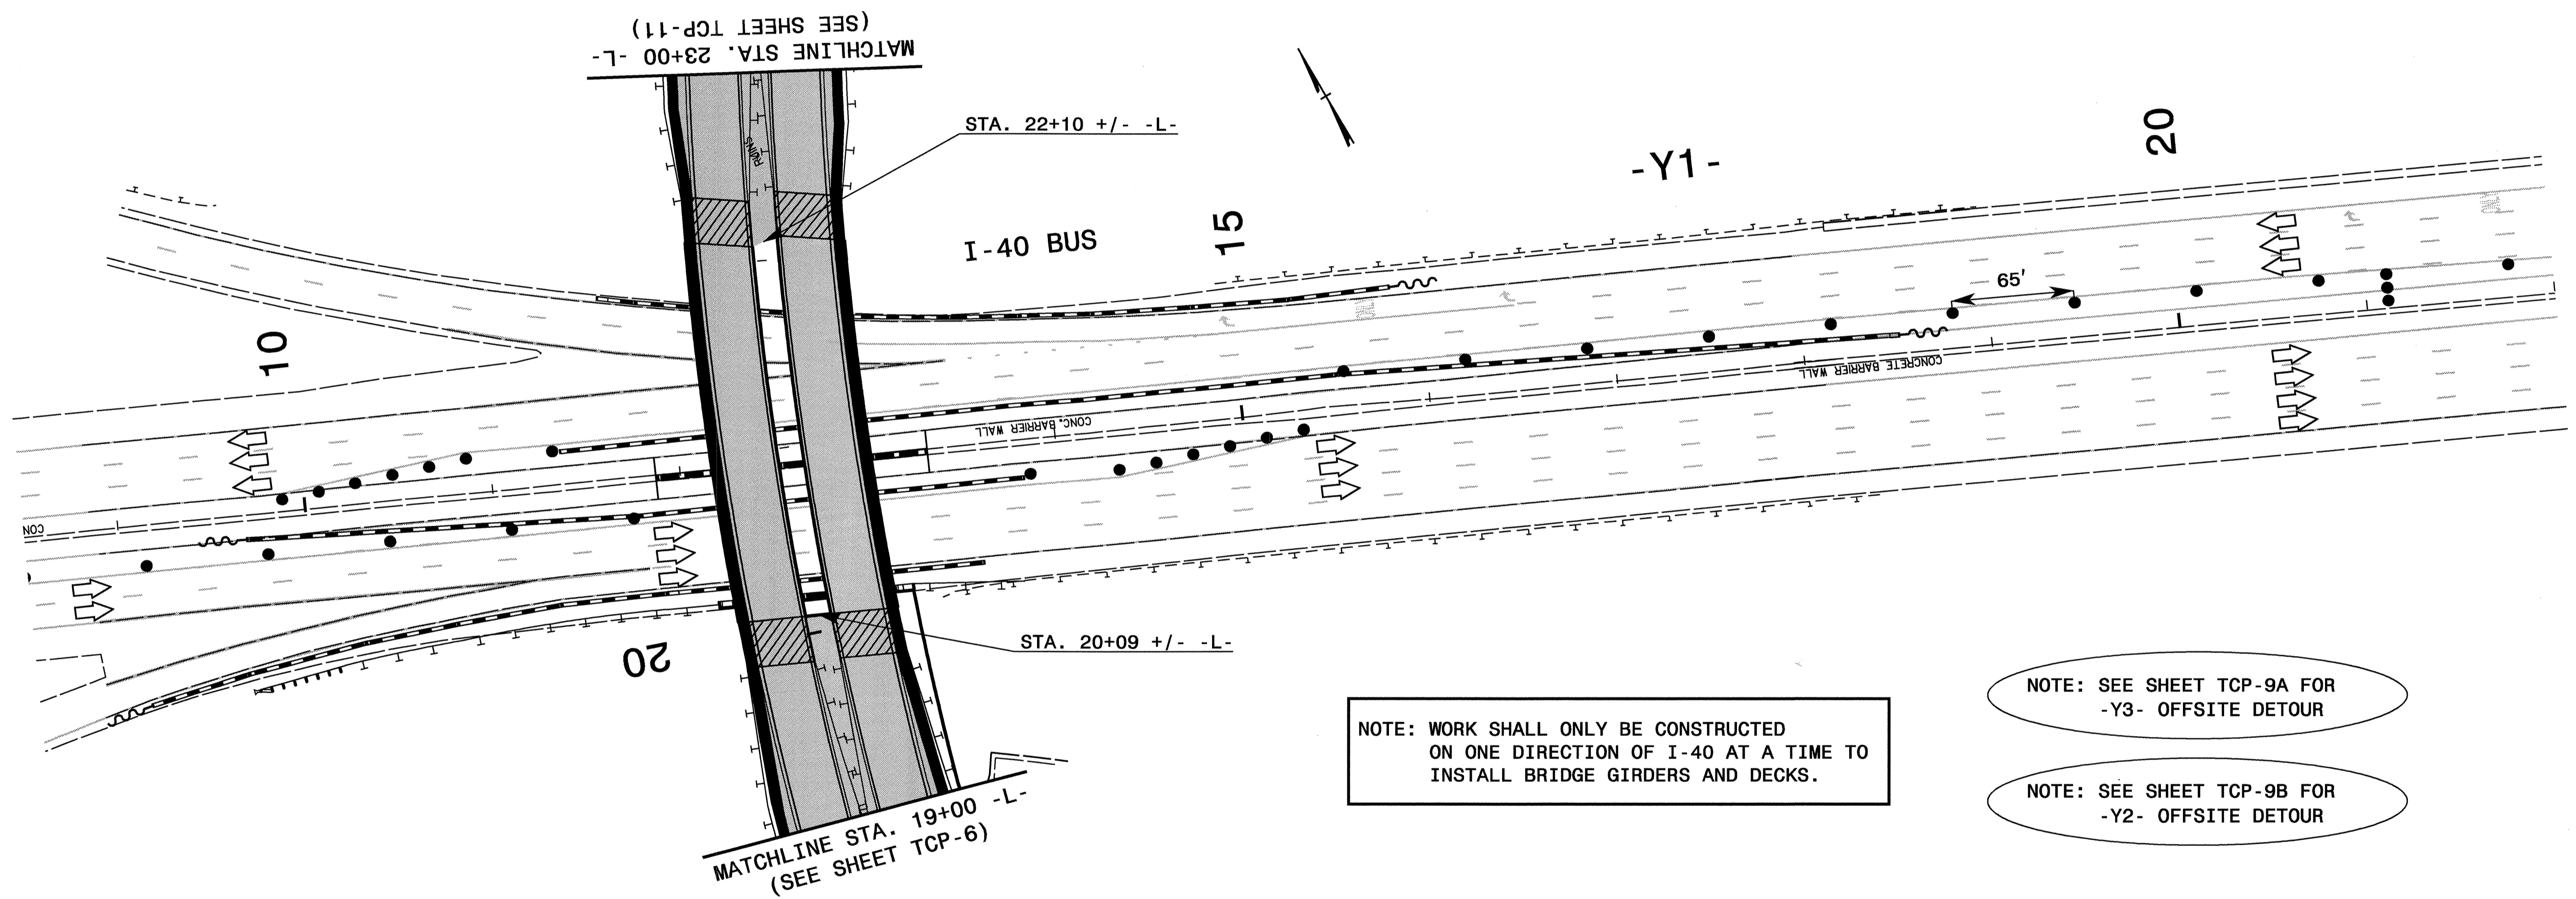 MATCHLINE STA. 23+00 -L-
(SEE SHEET TCP-11)
STA. 22+10 +/- -L-
-Y1-
20
I-40 BUS
15
65'
10
CONCRETE BARRIER WALL
CONC. BARRIER WALL
CON
20
STA. 20+09 +/- -L-
MATCHLINE STA. 19+00 -L-
(SEE SHEET TCP-6)
NOTE: WORK SHALL ONLY BE CONSTRUCTED
ON ONE DIRECTION OF I-40 AT A TIME TO
INSTALL BRIDGE GIRDERS AND DECKS.
NOTE: SEE SHEET TCP-9A FOR
-Y3- OFFSITE DETOUR
NOTE: SEE SHEET TCP-9B FOR
-Y2- OFFSITE DETOUR